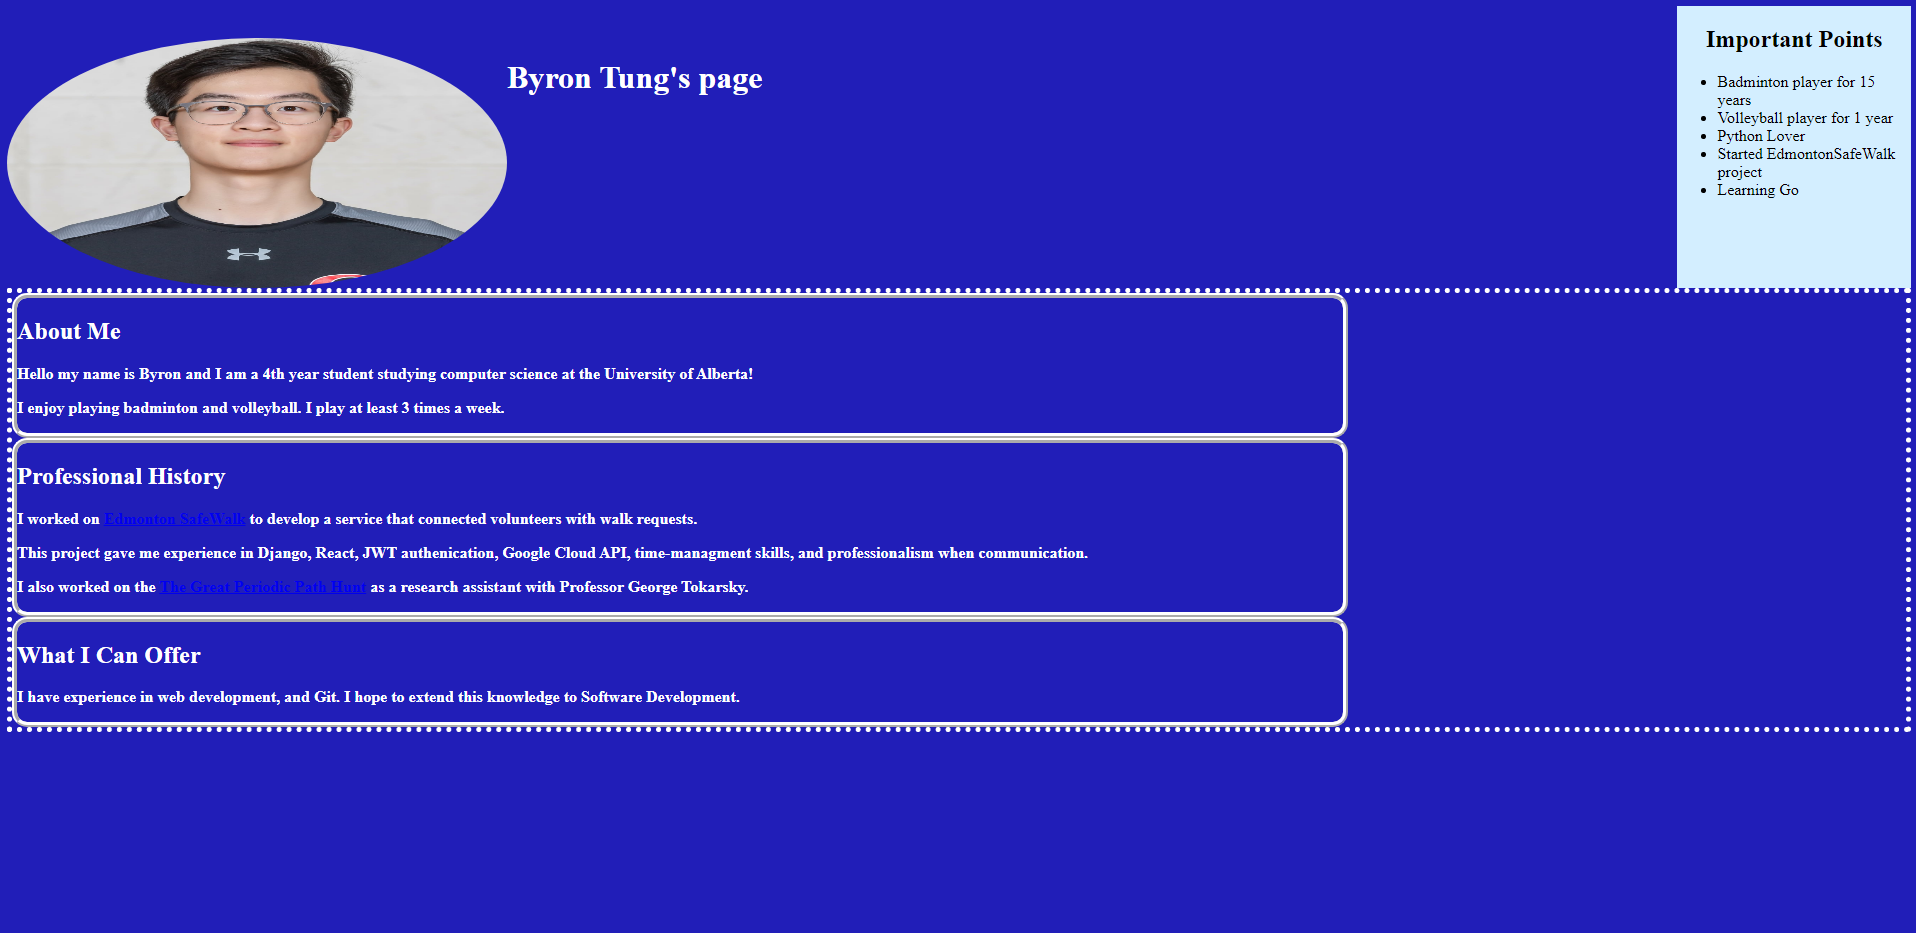 Byron Tung's page
Important Points
Badminton player for 15
years
Volleyball player for 1 year
Python Lover
Started EdmontonSafeWalk
project
Learning Go
About Me
Hello my name is Byron and I am a 4th year student studying computer science at the University of Alberta!
I enjoy playing badminton and volleyball. I play at least 3 times a week.
Professional History
I worked on Edmonton SafeWalk to develop a service that connected volunteers with walk requests.
This project gave me experience in Django, React, JWT authenication, Google Cloud API, time-managment skills, and professionalism when communication.
I also worked on the The Great Periodic Path Hunt as a research assistant with Professor George Tokarsky.
What I Can Offer
I have experience in web development, and Git. I hope to extend this knowledge to Software Development.